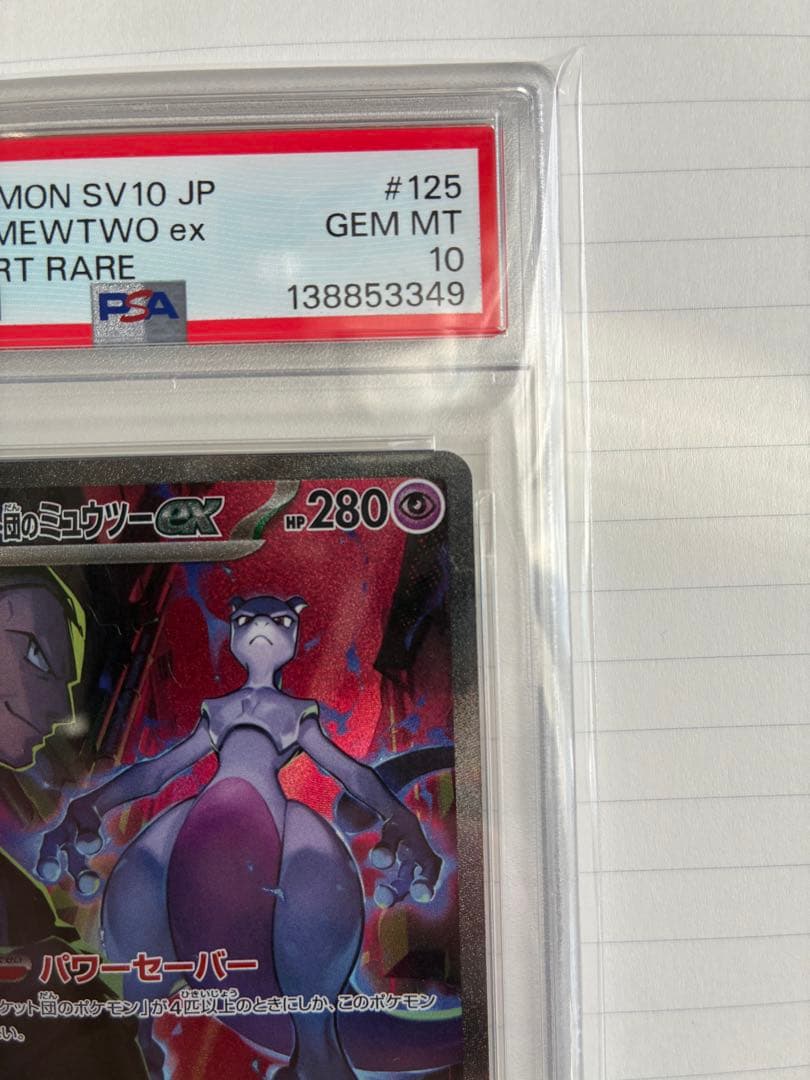 MON SV10 JP #125
MEWTWO ex GEM MT
RT RARE 10
PSA 138853349
団のミュウツーex HP280
パワーセーバー
ケット団のポケモン」が4匹以上のときにしか、このポケモン
い。